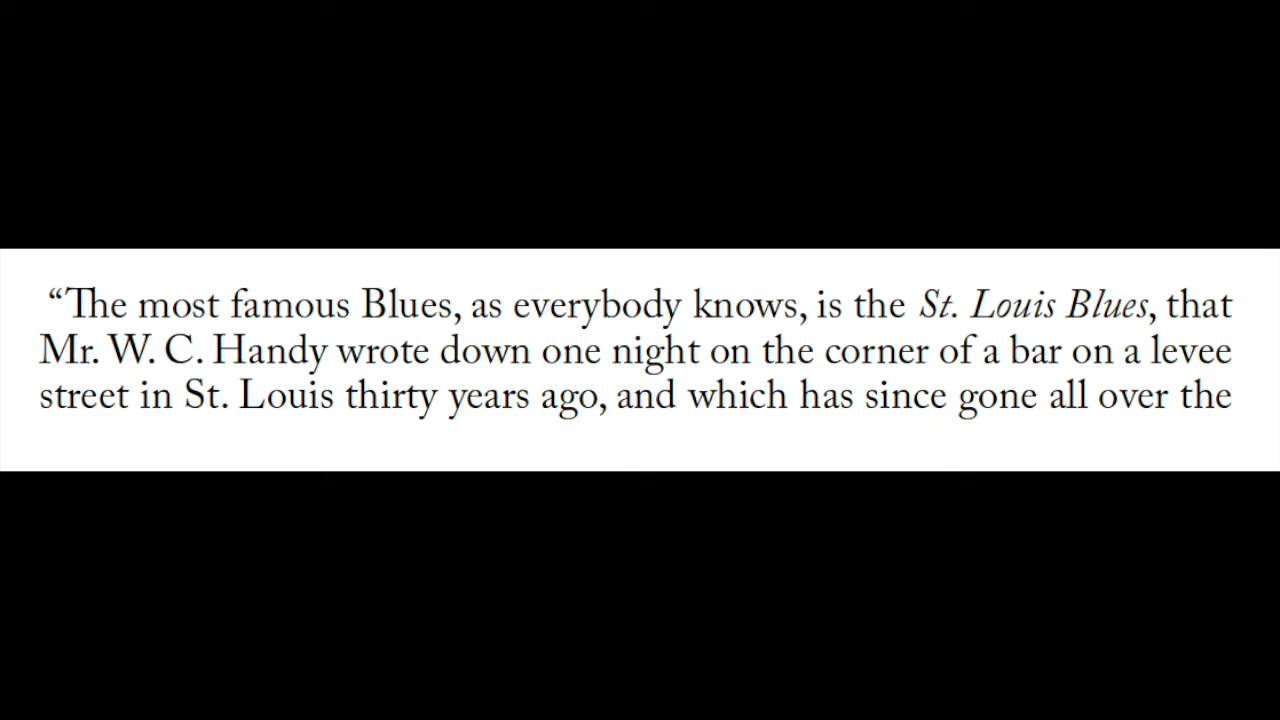 “The most famous Blues, as everybody knows, is the St. Louis Blues, that
Mr. W. C. Handy wrote down one night on the corner of a bar on a levee
street in St. Louis thirty years ago, and which has since gone all over the